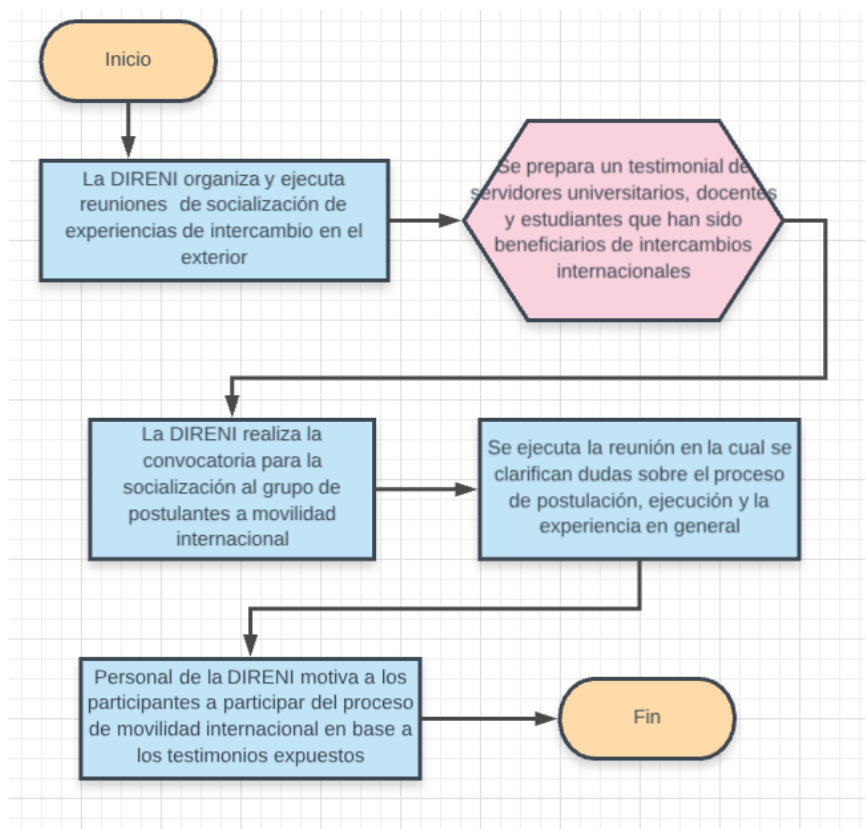 Inicio
La DIRENI organiza y ejecuta
reuniones de socialización de
experiencias de intercambio en el
exterior
Se prepara un testimonial de
servidores universitarios, docentes
y estudiantes que han sido
beneficiarios de intercambios
internacionales
La DIRENI realiza la
convocatoria para la
socialización al grupo de
postulantes a movilidad
internacional
Se ejecuta la reunión en la cual se
clarifican dudas sobre el proceso
de postulación, ejecución y la
experiencia en general
Personal de la DIRENI motiva a los
participantes a participar del proceso
de movilidad internacional en base a
los testimonios expuestos
Fin